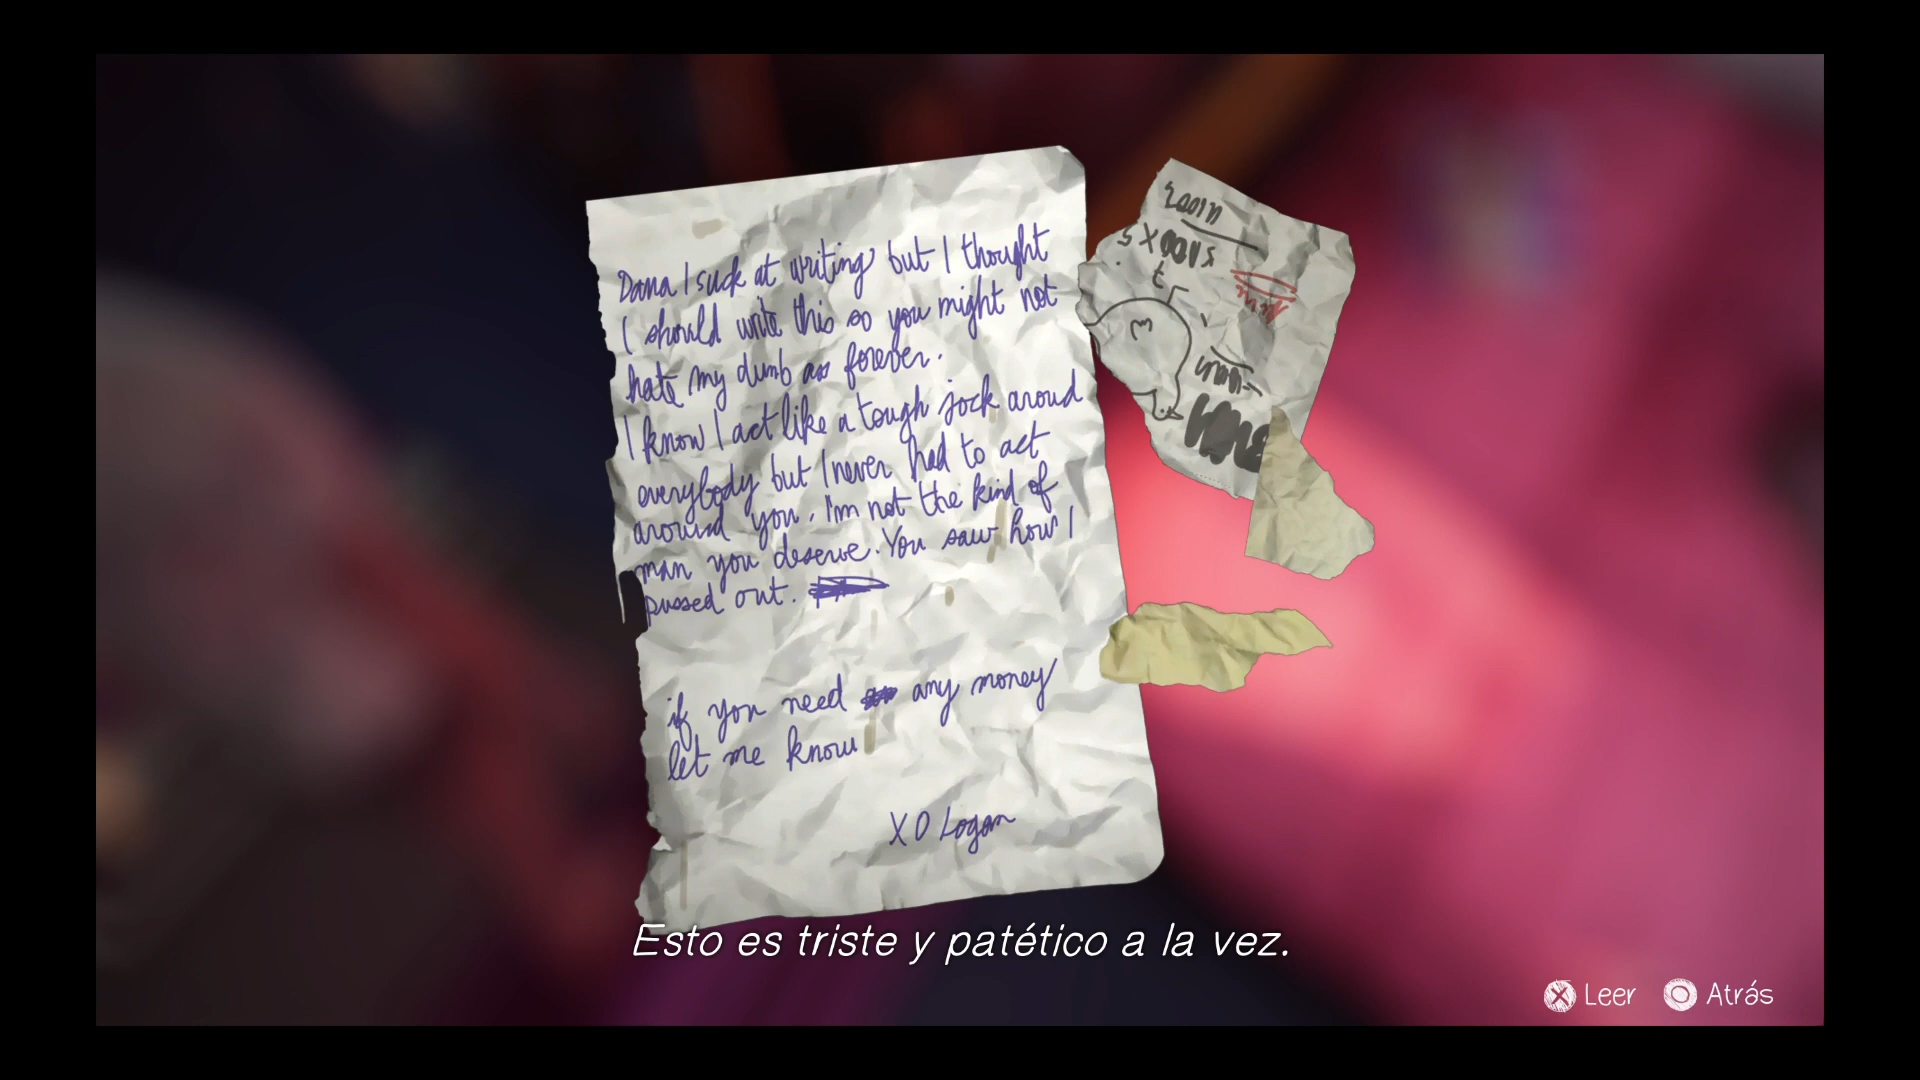 Dana I suck at writing but I thought
I should write this so you might not
hate my dumb ass forever.
I know I act like a tough jock aroud
everybody but I never had to act
around you. I'm not the kind of
man you deserve. You saw how I
pussed out.
if you need any money
let me know
XO Logan
Esto es triste y patético a la vez.
Leer
Atrás